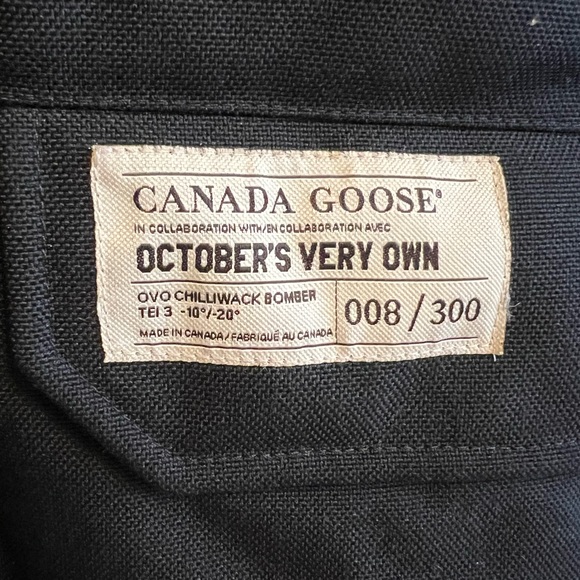 CANADA GOOSE®
IN COLLABORATION WITH/EN COLLABORATION AVEC
OCTOBER'S VERY OWN
OVO CHILLIWACK BOMBER
TEI 3 -10°/-20°
MADE IN CANADA/FABRIQUÉ AU CANADA
008/300